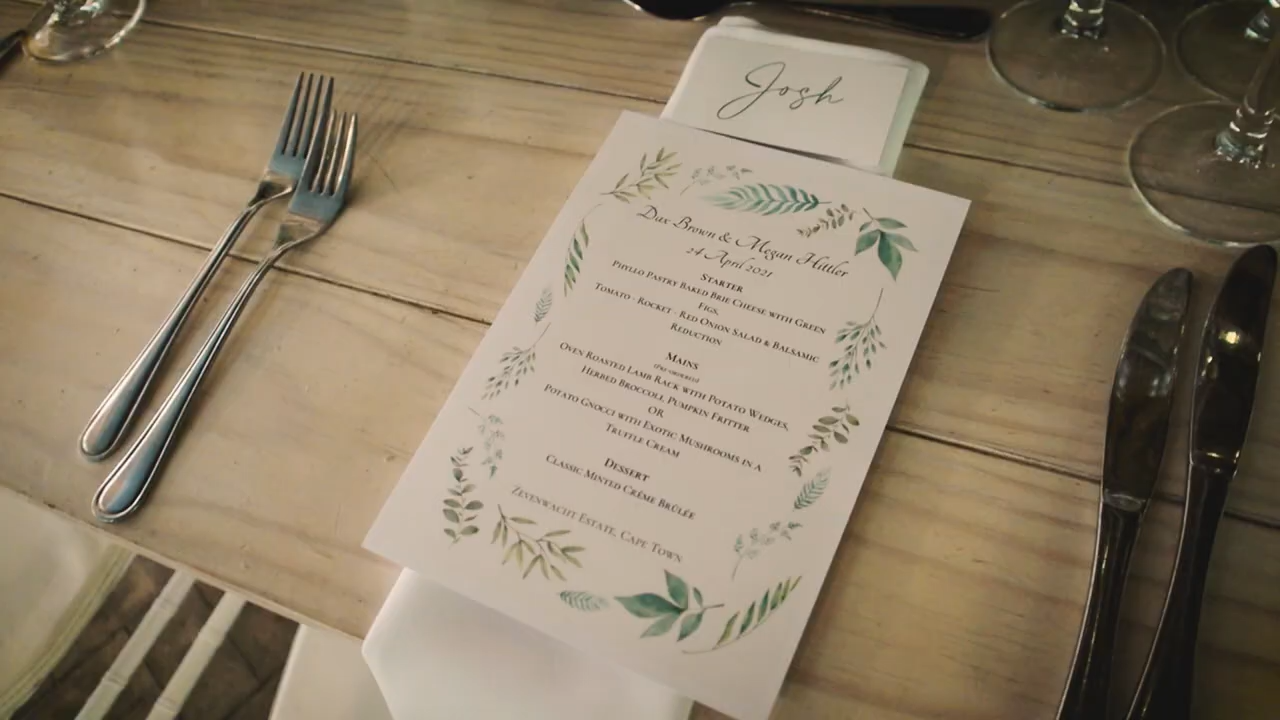 Josh
Dax Brown & Megan Hittler
24 April 2021
Starter
Phyllo Pastry Baked Brie Cheese with Green
Figs,
Tomato - Rocket - Red Onion Salad & Balsamic
Reduction
Mains
(Pre-ordered)
Oven Roasted Lamb Rack with Potato Wedges,
Herbed Broccoli, Pumpkin Fritter
OR
Potato Gnocci with Exotic Mushrooms in a
Truffle Cream
Dessert
Classic Minted Crème Brûlée
Zevenwacht Estate, Cape Town